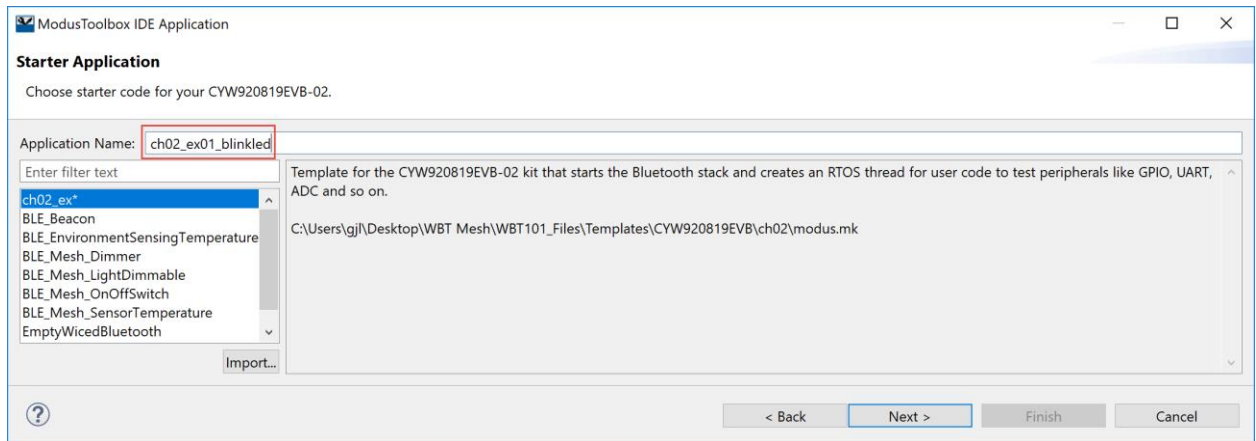 ModusToolbox IDE Application
Starter Application
Choose starter code for your CYW920819EVB-02.
Application Name: ch02_ex01_blinkled
Enter filter text
ch02_ex*
BLE_Beacon
BLE_EnvironmentSensingTemperature
BLE_Mesh_Dimmer
BLE_Mesh_LightDimmable
BLE_Mesh_OnOffSwitch
BLE_Mesh_SensorTemperature
EmptyWicedBluetooth
Import...
Template for the CYW920819EVB-02 kit that starts the Bluetooth stack and creates an RTOS thread for user code to test peripherals like GPIO, UART,
ADC and so on.
C:\Users\gjl\Desktop\WBT Mesh\WBT101_Files\Templates\CYW920819EVB\ch02\modus.mk
?
< Back Next > Finish Cancel